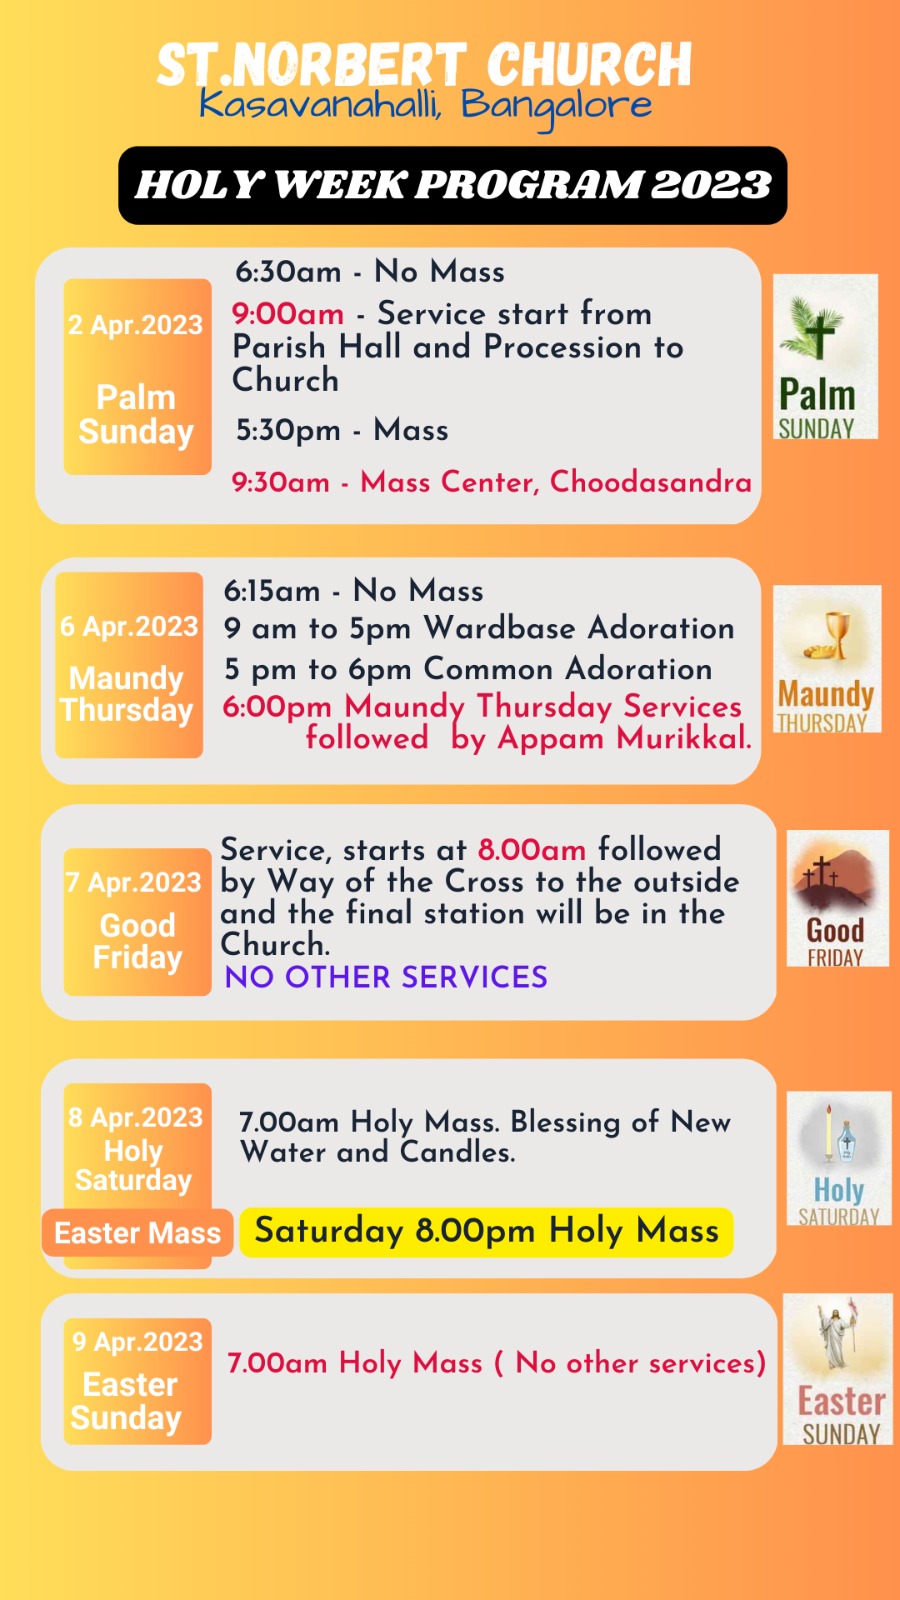 ST.NORBERT CHURCH
Kasavanahalli, Bangalore
HOLY WEEK PROGRAM 2023
2 Apr.2023
Palm
Sunday
6:30am - No Mass
9:00am - Service start from
Parish Hall and Procession to
Church
5:30pm - Mass
9:30am - Mass Center, Choodasandra
Palm
SUNDAY
6 Apr.2023
Maundy
Thursday
6:15am - No Mass
9 am to 5pm Wardbase Adoration
5 pm to 6pm Common Adoration
6:00pm Maundy Thursday Services
followed by Appam Murikkal.
Maundy
THURSDAY
7 Apr.2023
Good
Friday
Service, starts at 8.00am followed
by Way of the Cross to the outside
and the final station will be in the
Church.
NO OTHER SERVICES
Good
FRIDAY
8 Apr.2023
Holy
Saturday
7.00am Holy Mass. Blessing of New
Water and Candles.
Easter Mass
Saturday 8.00pm Holy Mass
Holy
SATURDAY
9 Apr.2023
Easter
Sunday
7.00am Holy Mass ( No other services)
Easter
SUNDAY